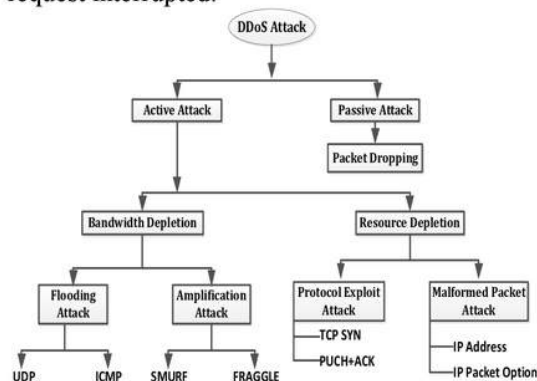 request interrupted.
DDoS Attack
Active Attack
Passive Attack
Packet Dropping
Bandwidth Depletion
Resource Depletion
Flooding
Attack
Amplification
Attack
Protocol Exploit
Attack
Malformed Packet
Attack
UDP
ICMP
SMURF
FRAGGLE
TCP SYN
PUCH+ACK
IP Address
IP Packet Option